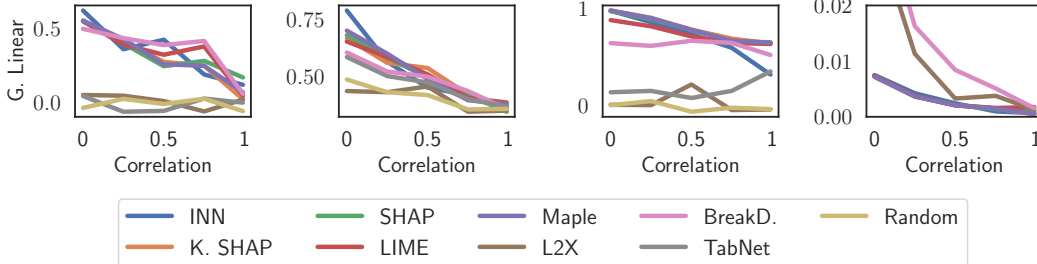 G. Linear
0.5
0.0
0 0.5 1
Correlation
0.75
0.50
0 0.5 1
Correlation
1
0
0 0.5 1
Correlation
0.02
0.01
0.00
0 0.5 1
Correlation
INN SHAP Maple BreakD. Random
K. SHAP LIME L2X TabNet